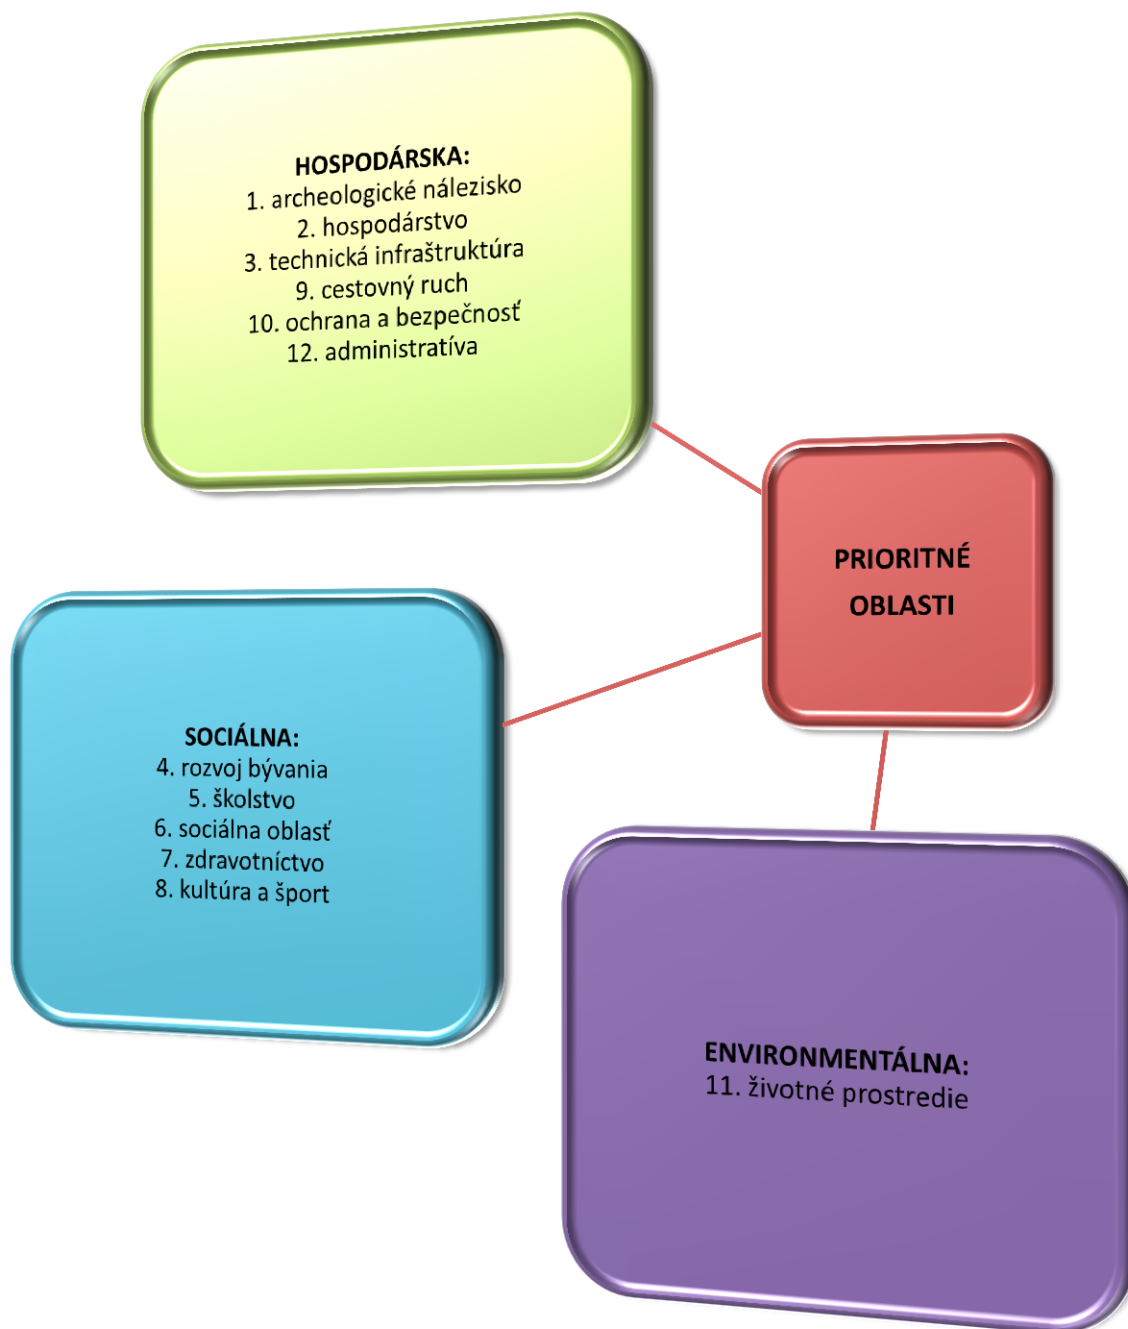 HOSPODÁRSKA:
1. archeologické nálezisko
2. hospodárstvo
3. technická infraštruktúra
9. cestovný ruch
10. ochrana a bezpečnosť
12. administratíva
PRIORITNÉ
OBLASTI
SOCIÁLNA:
4. rozvoj bývania
5. školstvo
6. sociálna oblasť
7. zdravotníctvo
8. kultúra a šport
ENVIRONMENTÁLNA:
11. životné prostredie